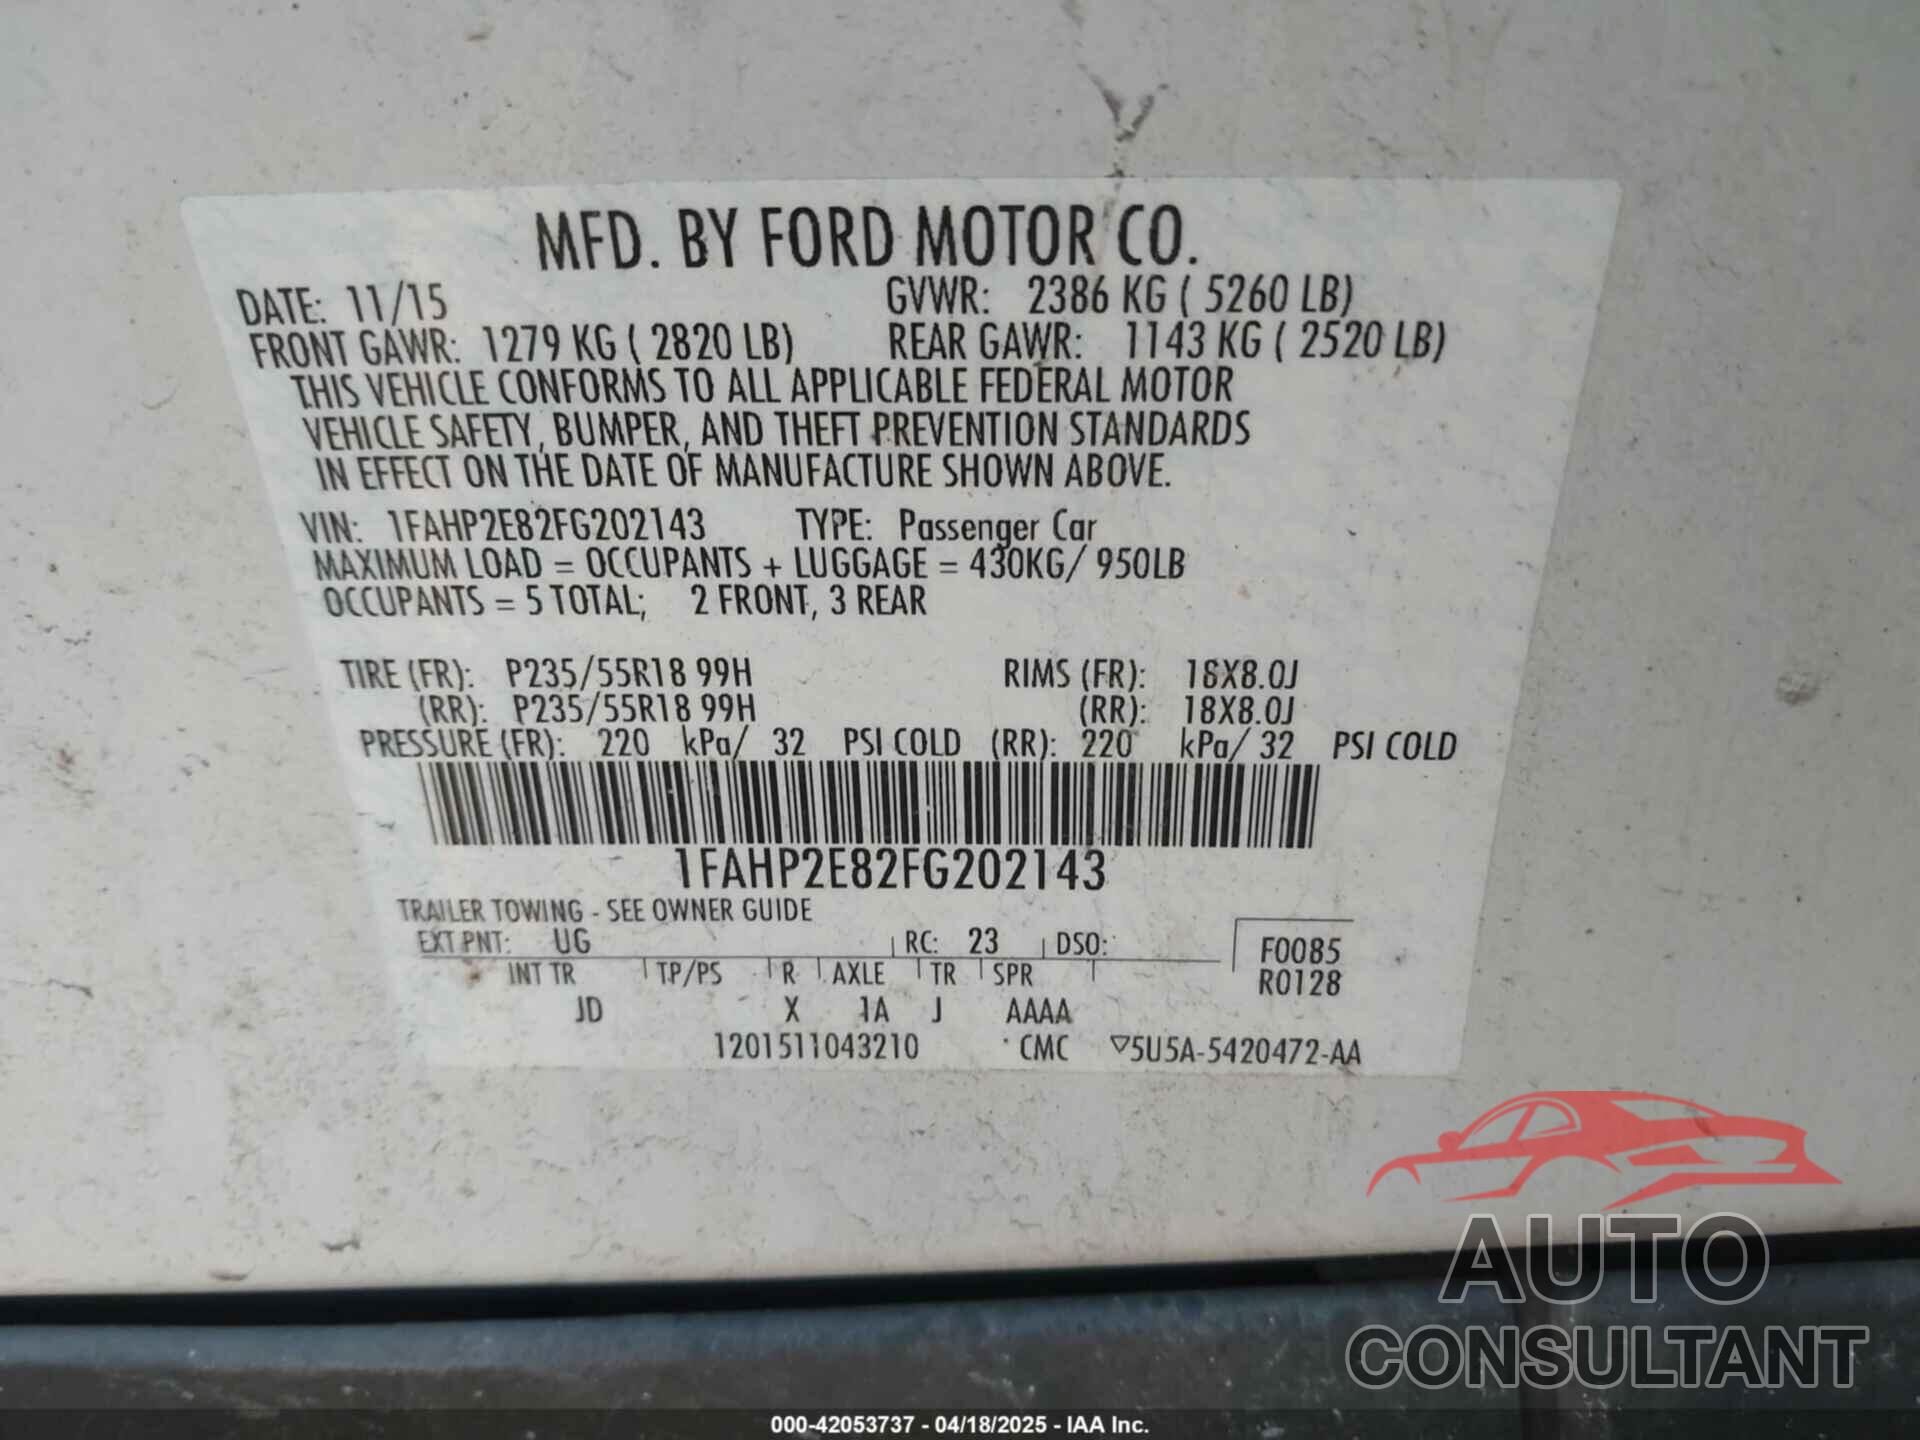 MFD. BY FORD MOTOR CO.
DATE: 11/15 GVWR: 2386 KG ( 5260 LB)
FRONT GAWR: 1279 KG ( 2820 LB) REAR GAWR: 1143 KG ( 2520 LB)
THIS VEHICLE CONFORMS TO ALL APPLICABLE FEDERAL MOTOR
VEHICLE SAFETY, BUMPER, AND THEFT PREVENTION STANDARDS
IN EFFECT ON THE DATE OF MANUFACTURE SHOWN ABOVE.
VIN: 1FAHP2E82FG202143 TYPE: Passenger Car
MAXIMUM LOAD = OCCUPANTS + LUGGAGE = 430KG/ 950LB
OCCUPANTS = 5 TOTAL; 2 FRONT, 3 REAR
TIRE (FR): P235/55R18 99H RIMS (FR): 18X8.0J
(RR): P235/55R18 99H (RR): 18X8.0J
PRESSURE (FR): 220 kPa/ 32 PSI COLD (RR): 220 kPa/ 32 PSI COLD
1FAHP2E82FG202143
TRAILER TOWING - SEE OWNER GUIDE
EXT PNT: UG RC: 23 DSO: F0085
INT TR TP/PS R AXLE TR SPR R0128
JD X 1A J AAAA
1201511043210 CMC ▽5U5A-5420472-AA
AUTO
CONSULTANT
000-42053737 - 04/18/2025 - IAA Inc.